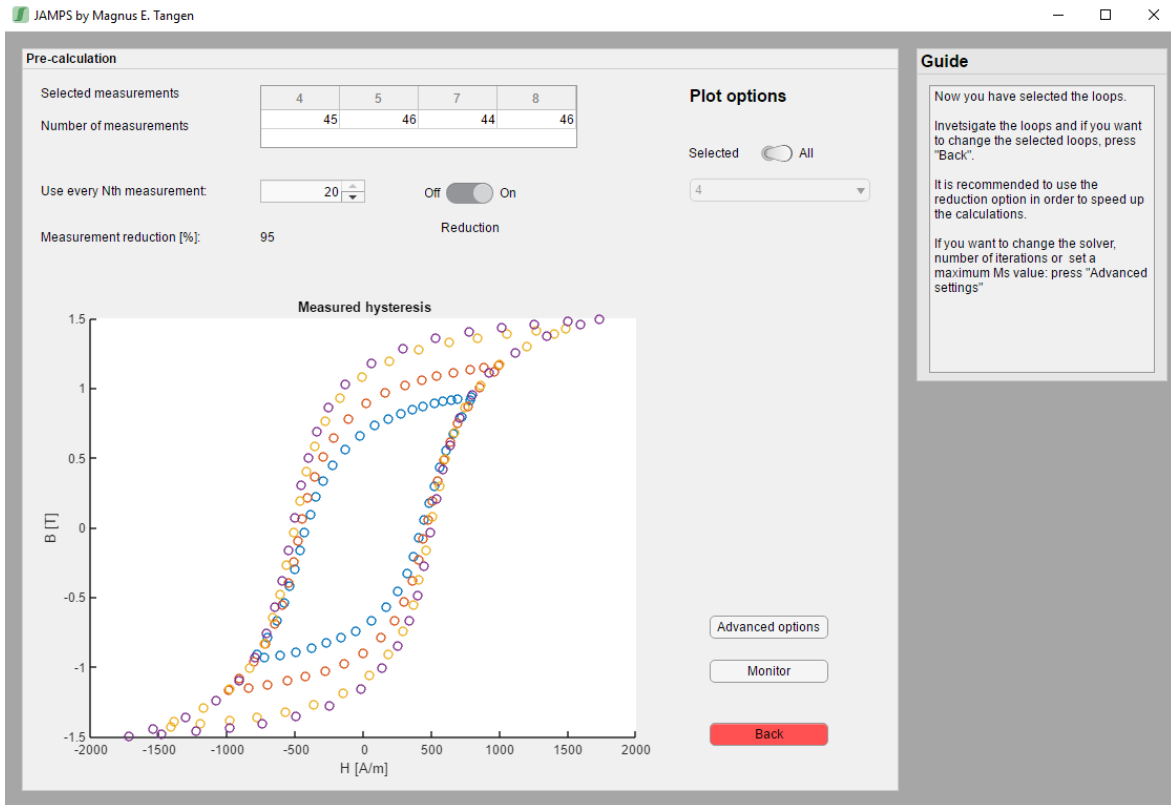 JAMPS by Magnus E. Tangen
Pre-calculation
Selected measurements
4 5 7 8
Number of measurements
45 46 44 46
Use every Nth measurement:
20
Off On
Reduction
Measurement reduction [%]:
95
Plot options
Selected All
4
Measured hysteresis
1.5
1
0.5
0
-0.5
-1
-1.5
B [T]
-2000 -1500 -1000 -500 0 500 1000 1500 2000
H [A/m]
Advanced options
Monitor
Back
Guide
Now you have selected the loops.
Invetsigate the loops and if you want
to change the selected loops, press
"Back".
It is recommended to use the
reduction option in order to speed up
the calculations.
If you want to change the solver,
number of iterations or set a
maximum Ms value: press "Advanced
settings"